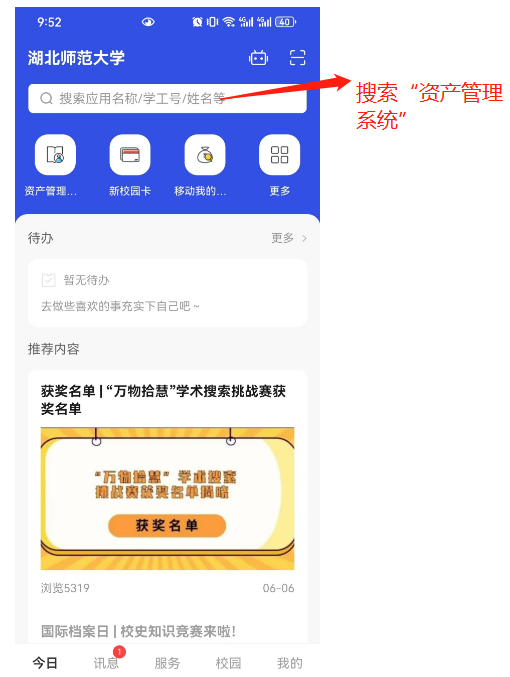 9:52
40
湖北师范大学
搜索应用名称/学工号/姓名等
搜索“资产管理
系统”
资产管理...
新校园卡
移动我的...
更多
待办
更多
暂无待办
去做些喜欢的事充实下自己吧~
推荐内容
获奖名单 | “万物拾慧”学术搜索挑战赛获
奖名单
“万物拾慧”学术搜索
挑战赛获奖名单揭晓
获奖名单
浏览5319
06-06
国际档案日 | 校史知识竞赛来啦！
1
今日
讯息
服务
校园
我的